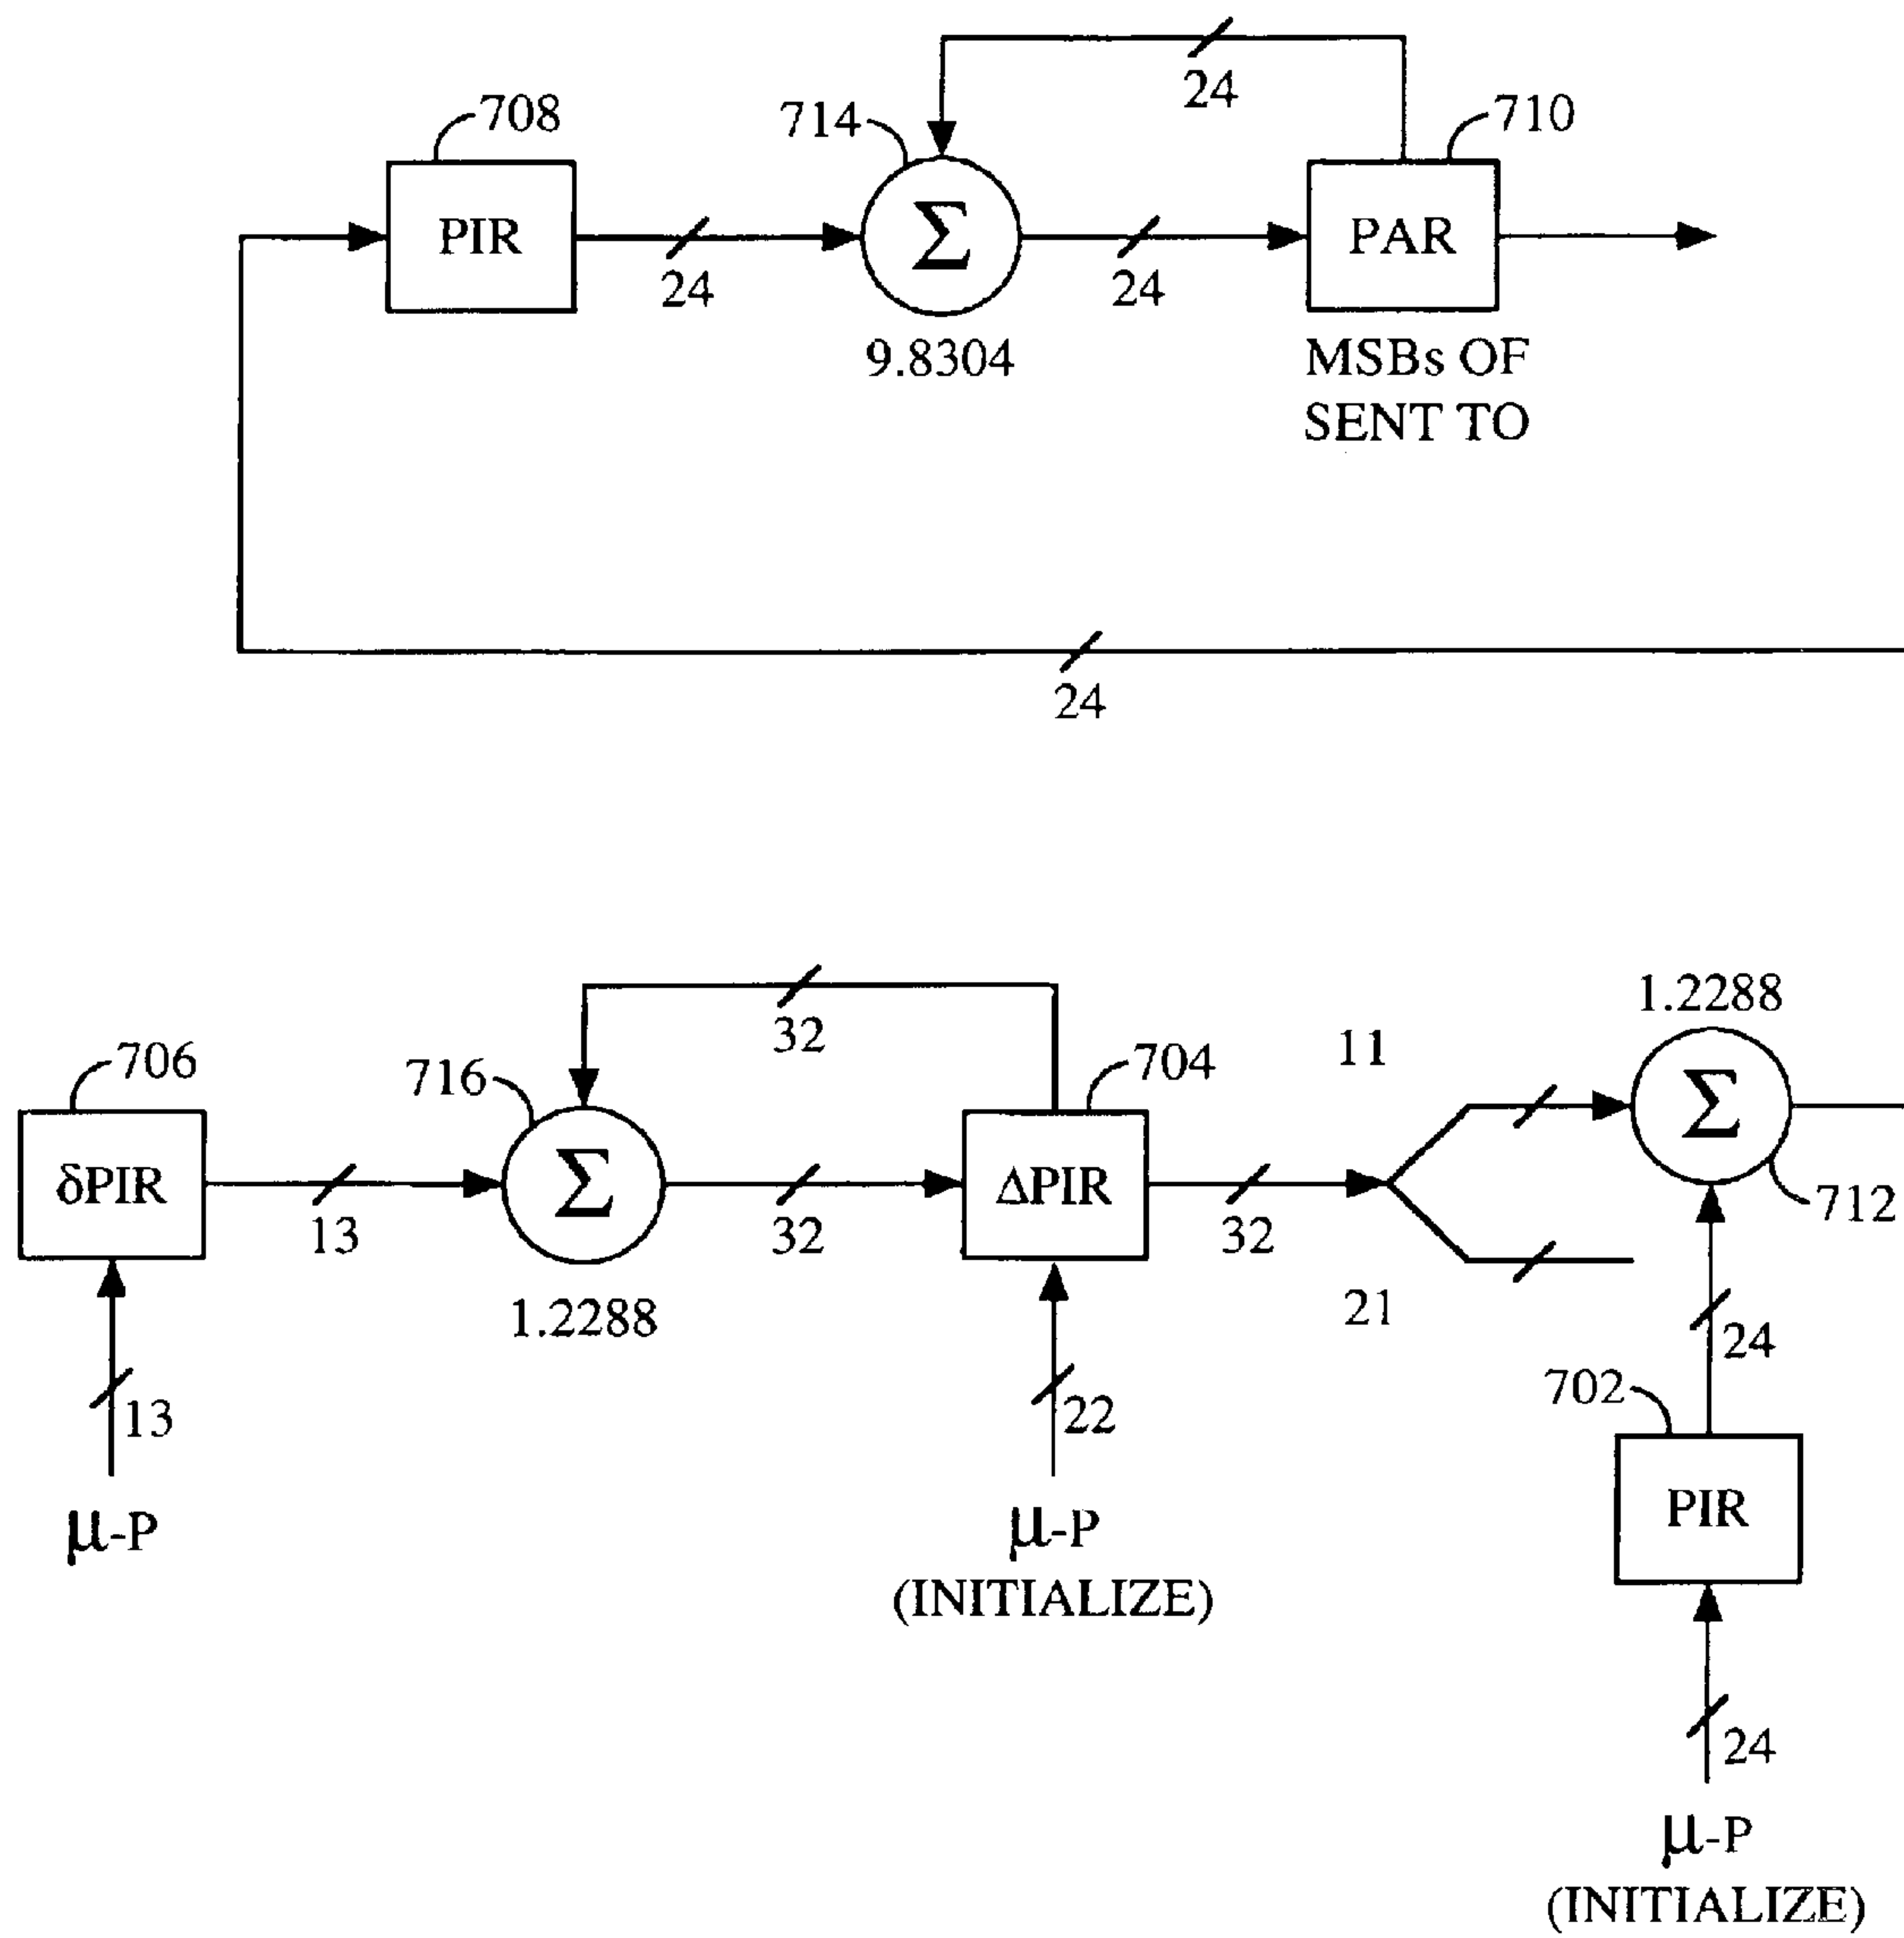 24
708
714
710
PIR
Σ
PAR
24
24
9.8304
MSBs OF
SENT TO
24
1.2288
32
11
706
716
704
Σ
δPIR
Σ
ΔPIR
712
13
32
32
1.2288
21
24
702
13
22
PIR
μ-P
μ-P
(INITIALIZE)
24
μ-P
(INITIALIZE)